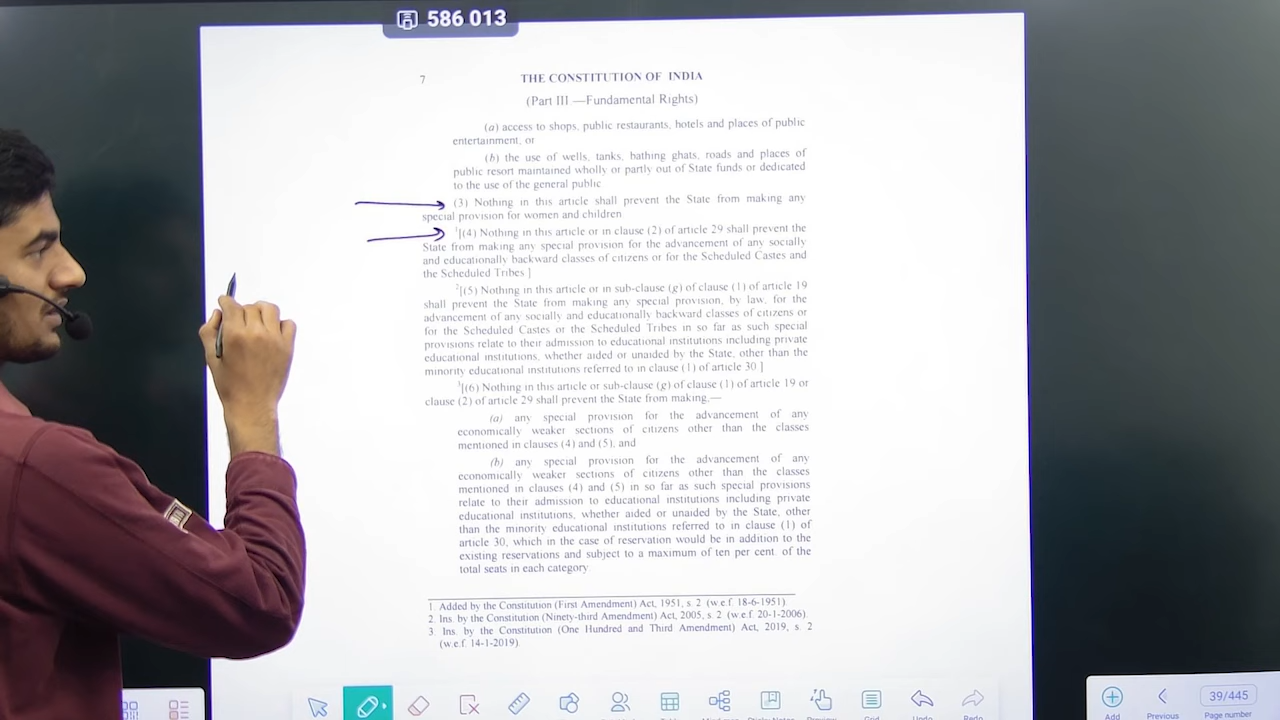 586 013
7 THE CONSTITUTION OF INDIA
(Part III.—Fundamental Rights)
(a) access to shops, public restaurants, hotels and places of public
entertainment, or
(b) the use of wells, tanks, bathing ghats, roads and places of
public resort maintained wholly or partly out of State funds or dedicated
to the use of the general public
(3) Nothing in this article shall prevent the State from making any
special provision for women and children
1[(4) Nothing in this article or in clause (2) of article 29 shall prevent the
State from making any special provision for the advancement of any socially
and educationally backward classes of citizens or for the Scheduled Castes and
the Scheduled Tribes ]
2[(5) Nothing in this article or in sub-clause (g) of clause (1) of article 19
shall prevent the State from making any special provision, by law, for the
advancement of any socially and educationally backward classes of citizens or
for the Scheduled Castes or the Scheduled Tribes in so far as such special
provisions relate to their admission to educational institutions including private
educational institutions, whether aided or unaided by the State, other than the
minority educational institutions referred to in clause (1) of article 30 ]
3[(6) Nothing in this article or sub-clause (g) of clause (1) of article 19 or
clause (2) of article 29 shall prevent the State from making,—
(a) any special provision for the advancement of any
economically weaker sections of citizens other than the classes
mentioned in clauses (4) and (5), and
(b) any special provision for the advancement of any
economically weaker sections of citizens other than the classes
mentioned in clauses (4) and (5) in so far as such special provisions
relate to their admission to educational institutions including private
educational institutions, whether aided or unaided by the State, other
than the minority educational institutions referred to in clause (1) of
article 30, which in the case of reservation would be in addition to the
existing reservations and subject to a maximum of ten per cent. of the
total seats in each category.
1. Added by the Constitution (First Amendment) Act, 1951, s. 2 (w.e.f. 18-6-1951).
2. Ins. by the Constitution (Ninety-third Amendment) Act, 2005, s. 2 (w.e.f. 20-1-2006).
3. Ins. by the Constitution (One Hundred and Third Amendment) Act, 2019, s. 2
(w.e.f. 14-1-2019).
39/445
Add Previous Page number
Undo Redo